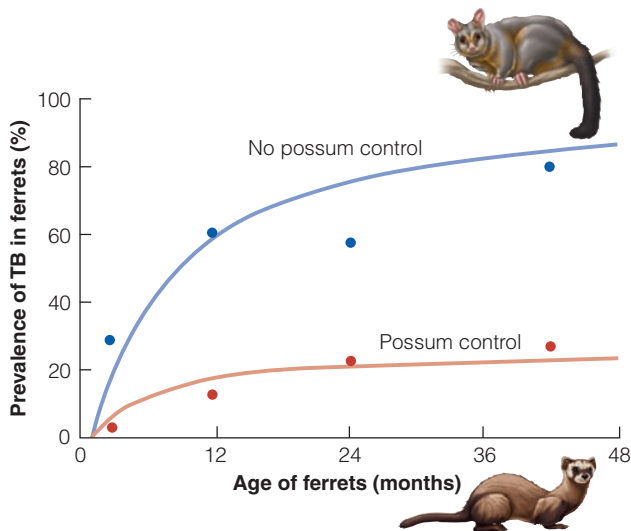 100
80
60
40
20
0
Prevalence of TB in ferrets (%)
No possum control
Possum control
0 12 24 36 48
Age of ferrets (months)